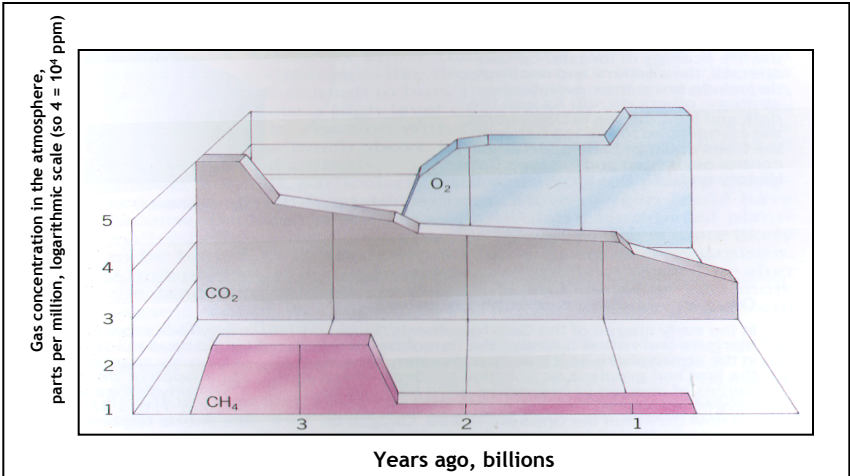 Gas concentration in the atmosphere,
parts per million, logarithmic scale (so 4 = 10⁴ ppm)
O₂
5
4
CO₂
3
2
CH₄
1
3
2
1
Years ago, billions